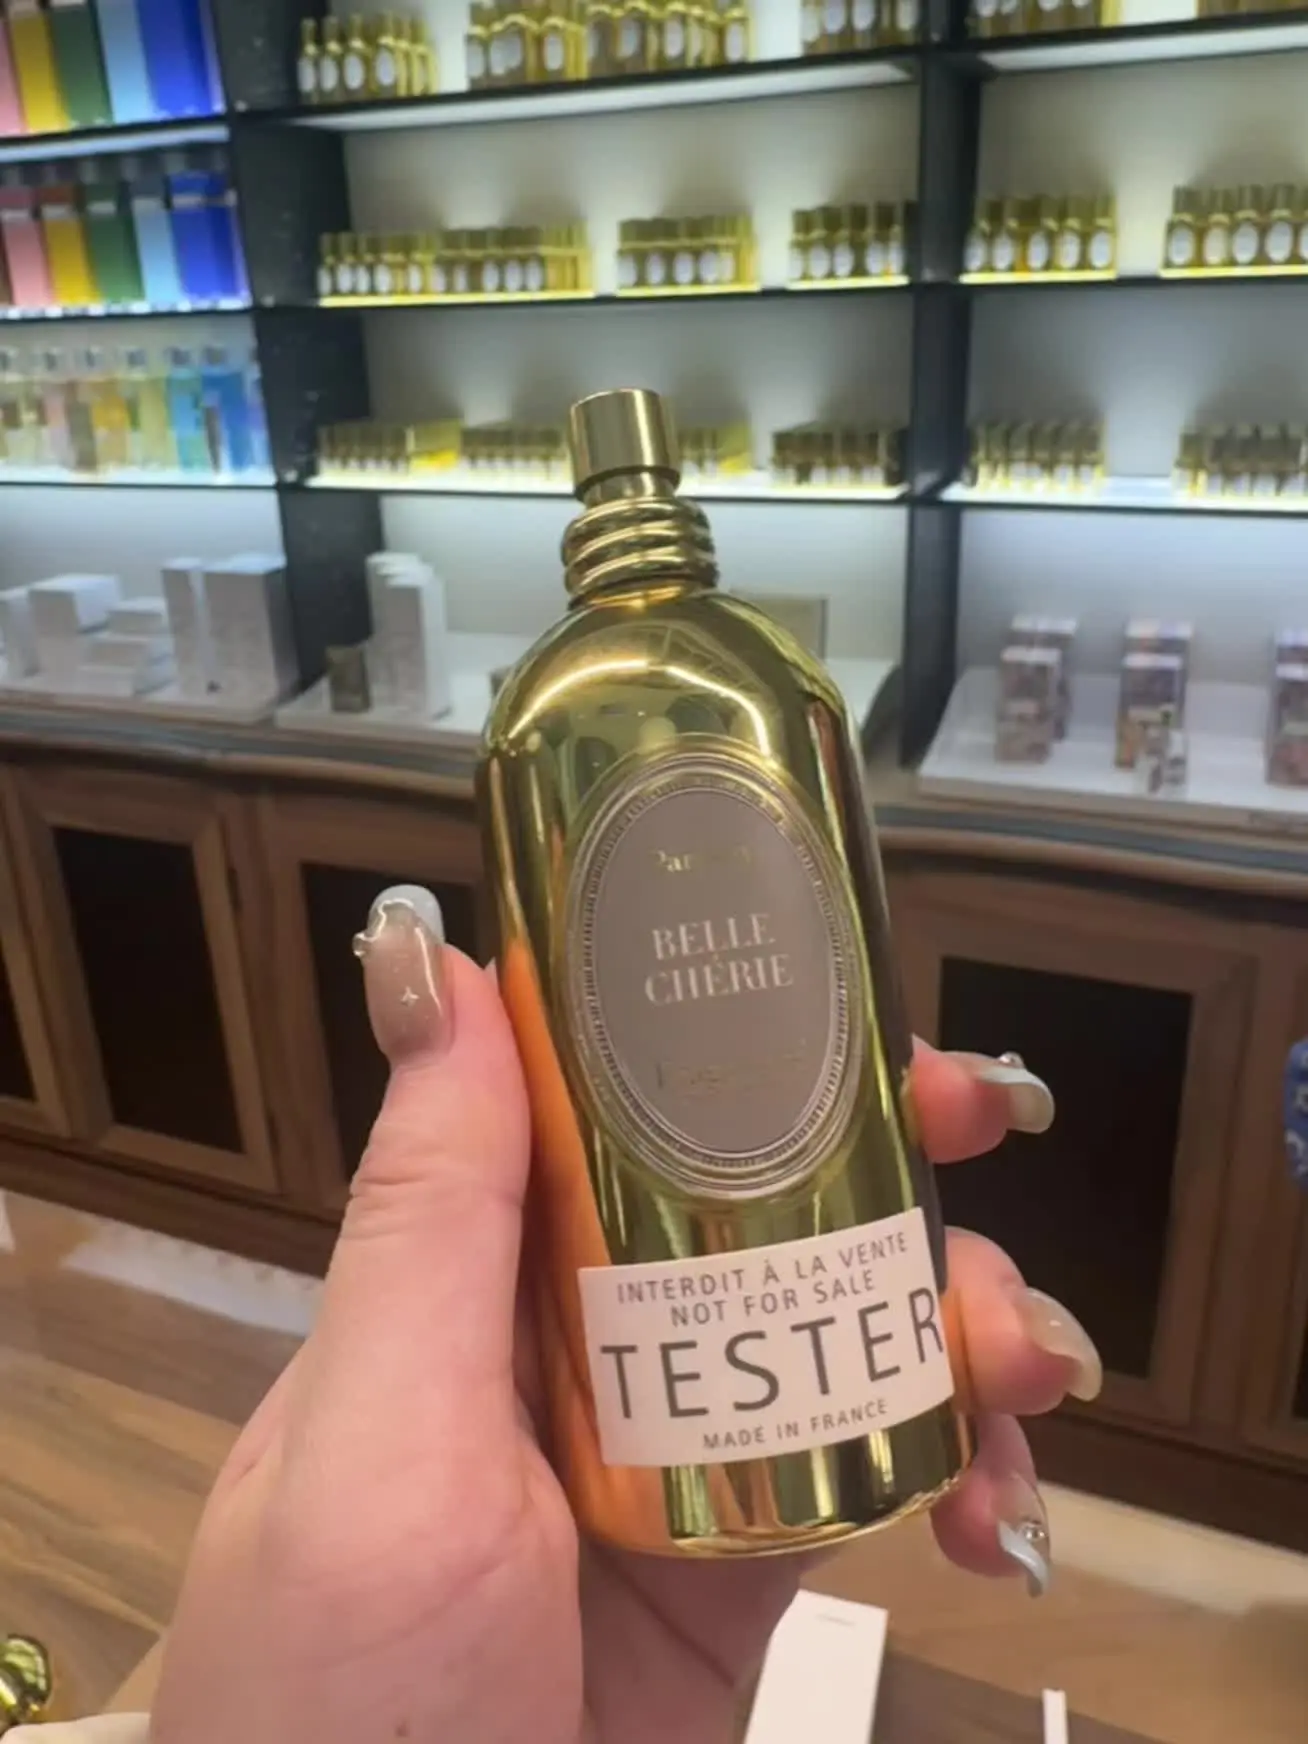 BELLE
CHÉRIE
INTERDIT À LA VENTE
NOT FOR SALE
TESTER
MADE IN FRANCE